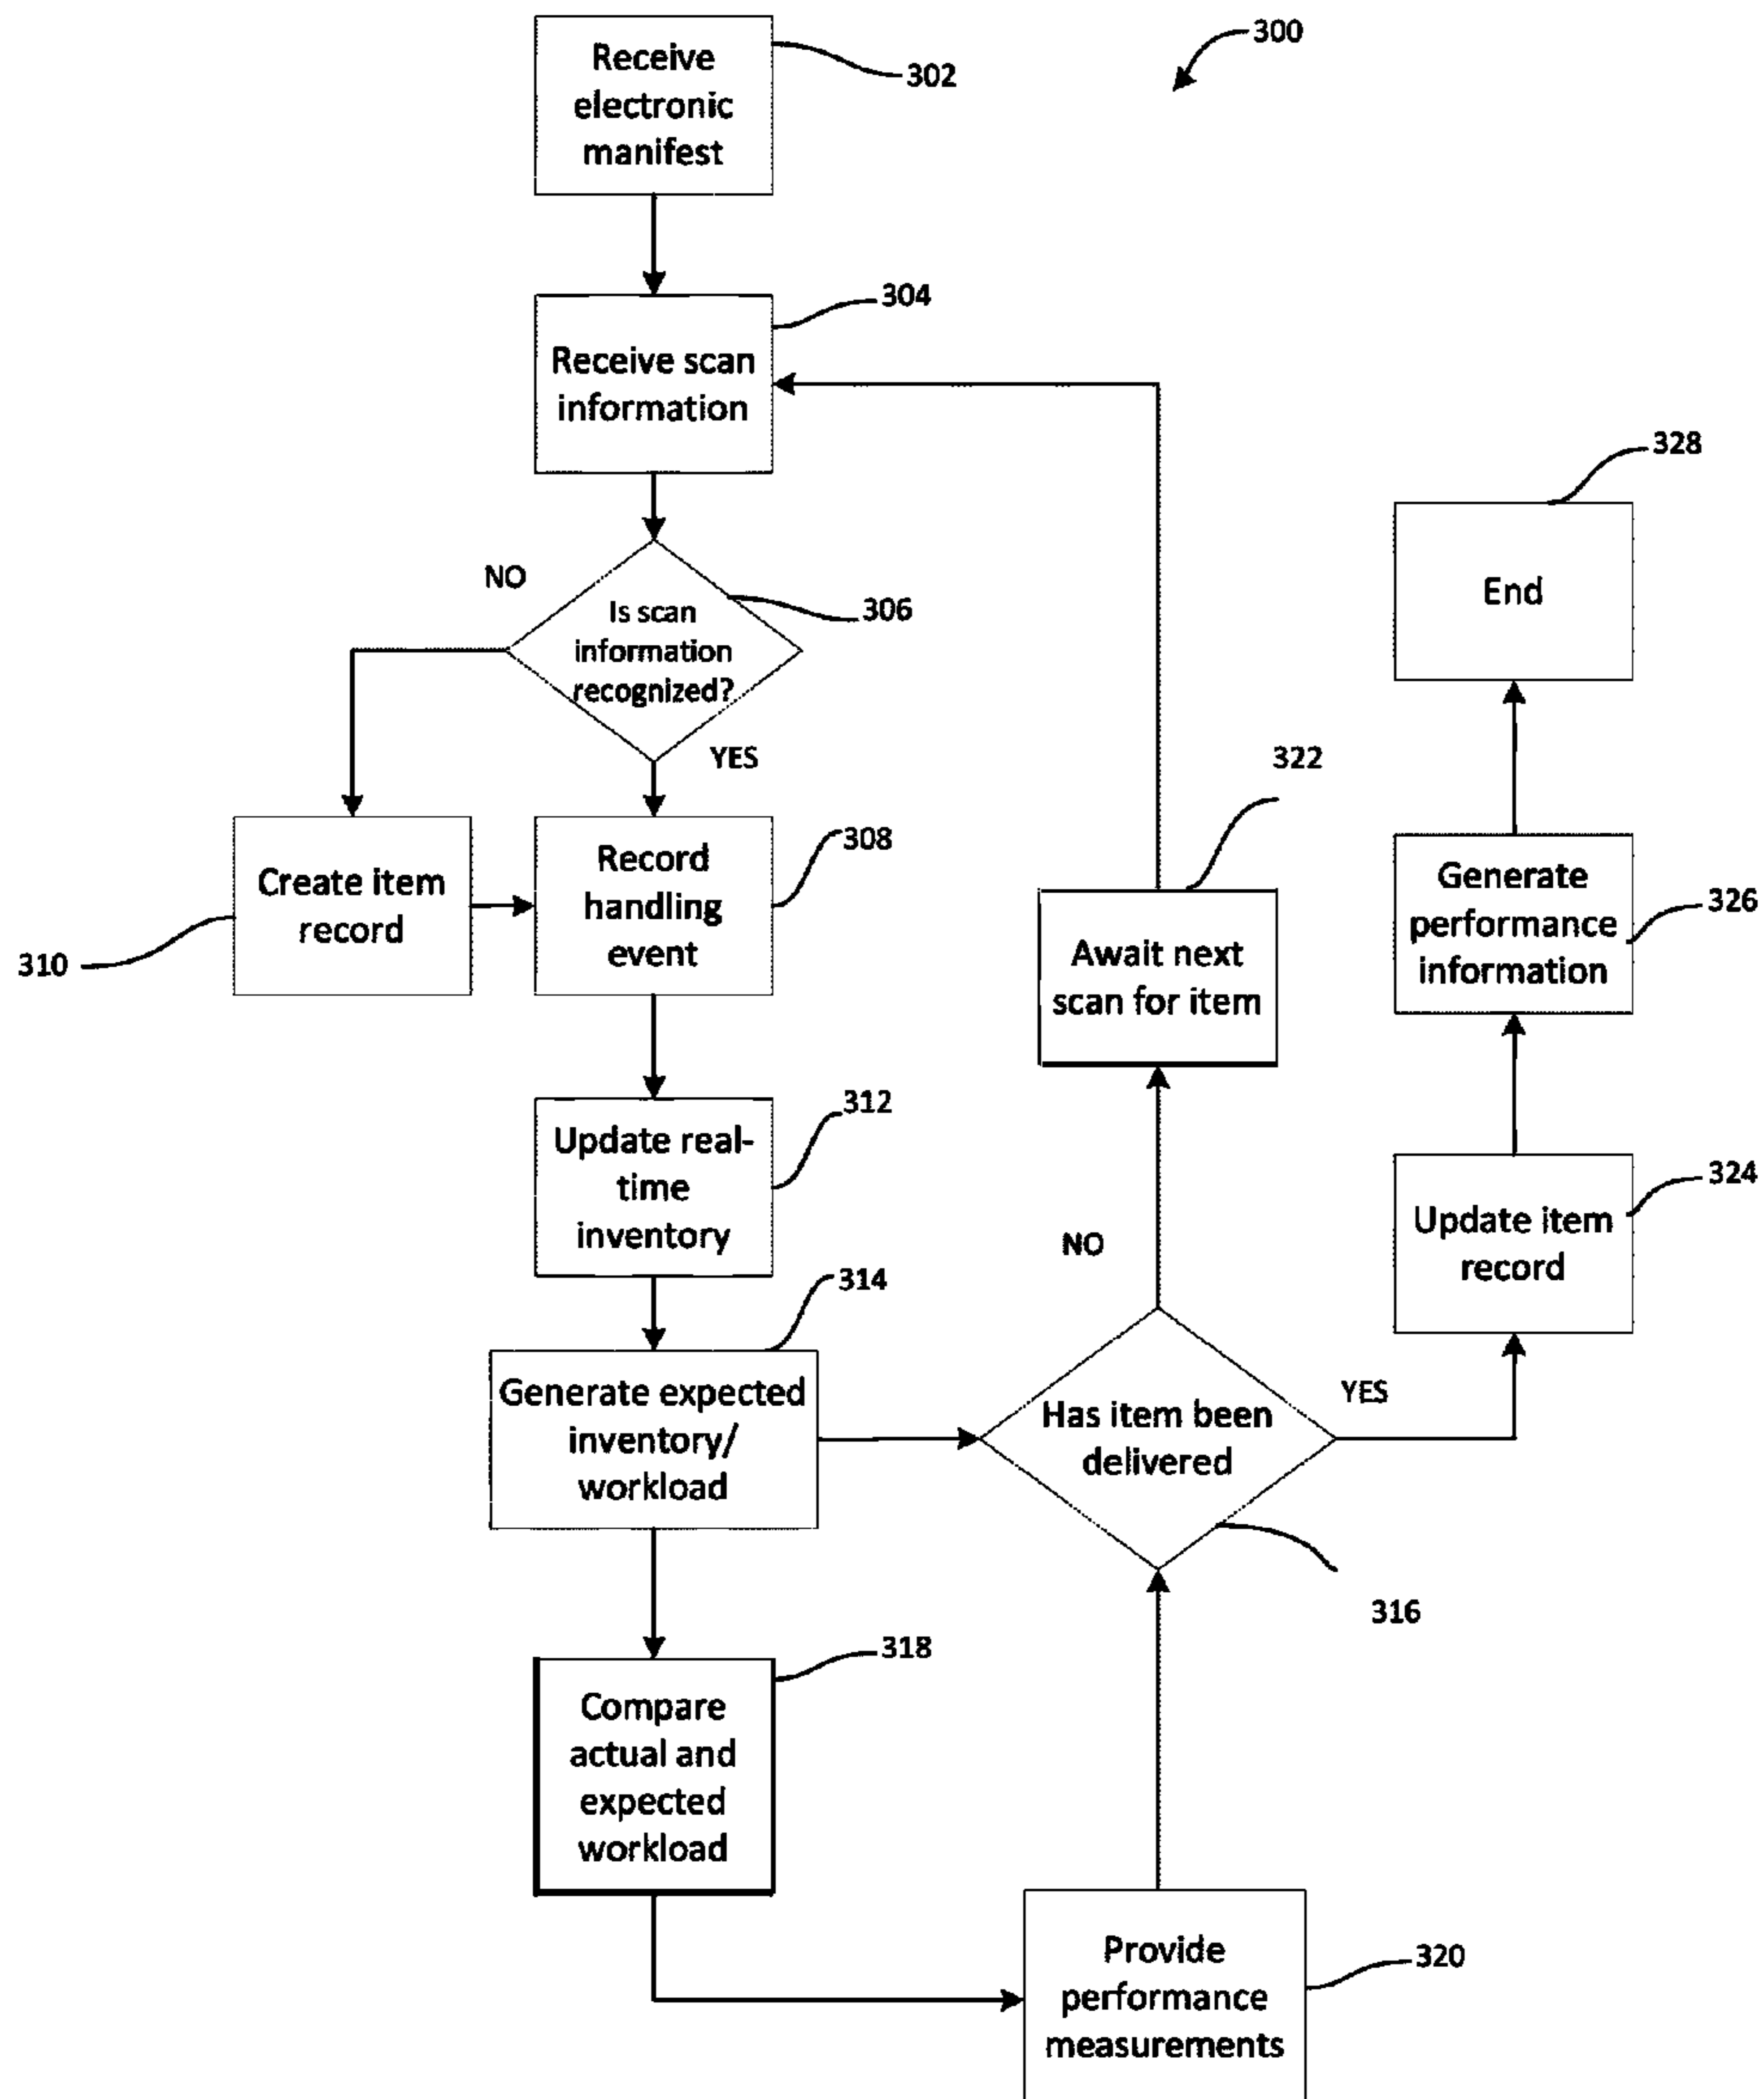 300
Receive
electronic
manifest
302
Receive scan
information
304
NO
Is scan
information
recognized?
306
YES
Create item
record
310
Record
handling
event
308
Update real-
time
inventory
312
Generate expected
inventory/
workload
314
Compare
actual and
expected
workload
318
Provide
performance
measurements
320
Has item been
delivered
316
NO
YES
Await next
scan for item
322
Update item
record
324
Generate
performance
information
326
End
328